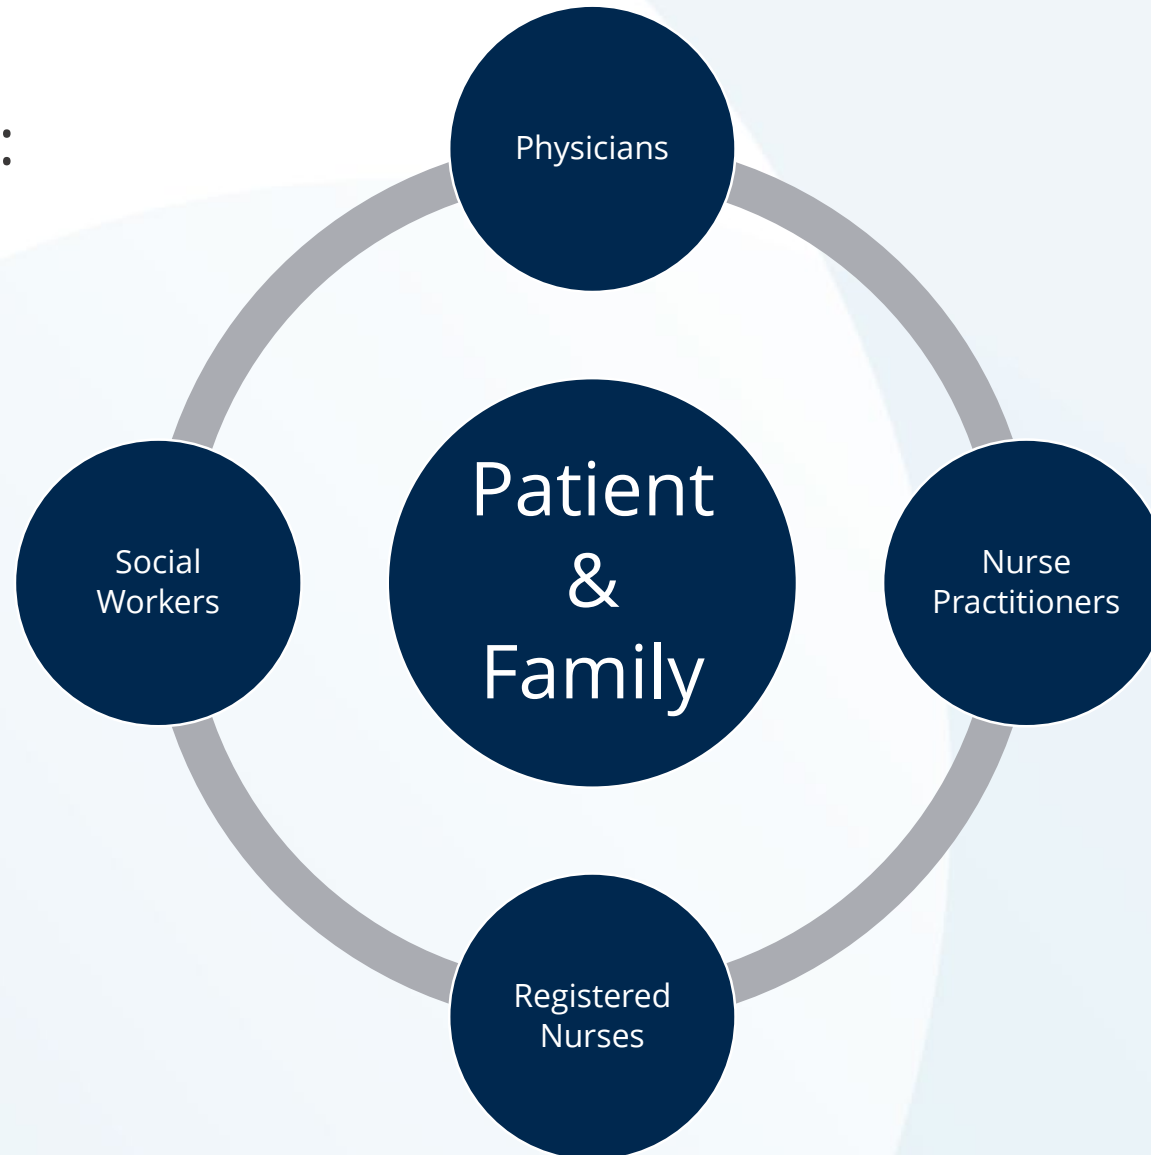 :
Physicians
Patient
&
Family
Social
Workers
Nurse
Practitioners
Registered
Nurses